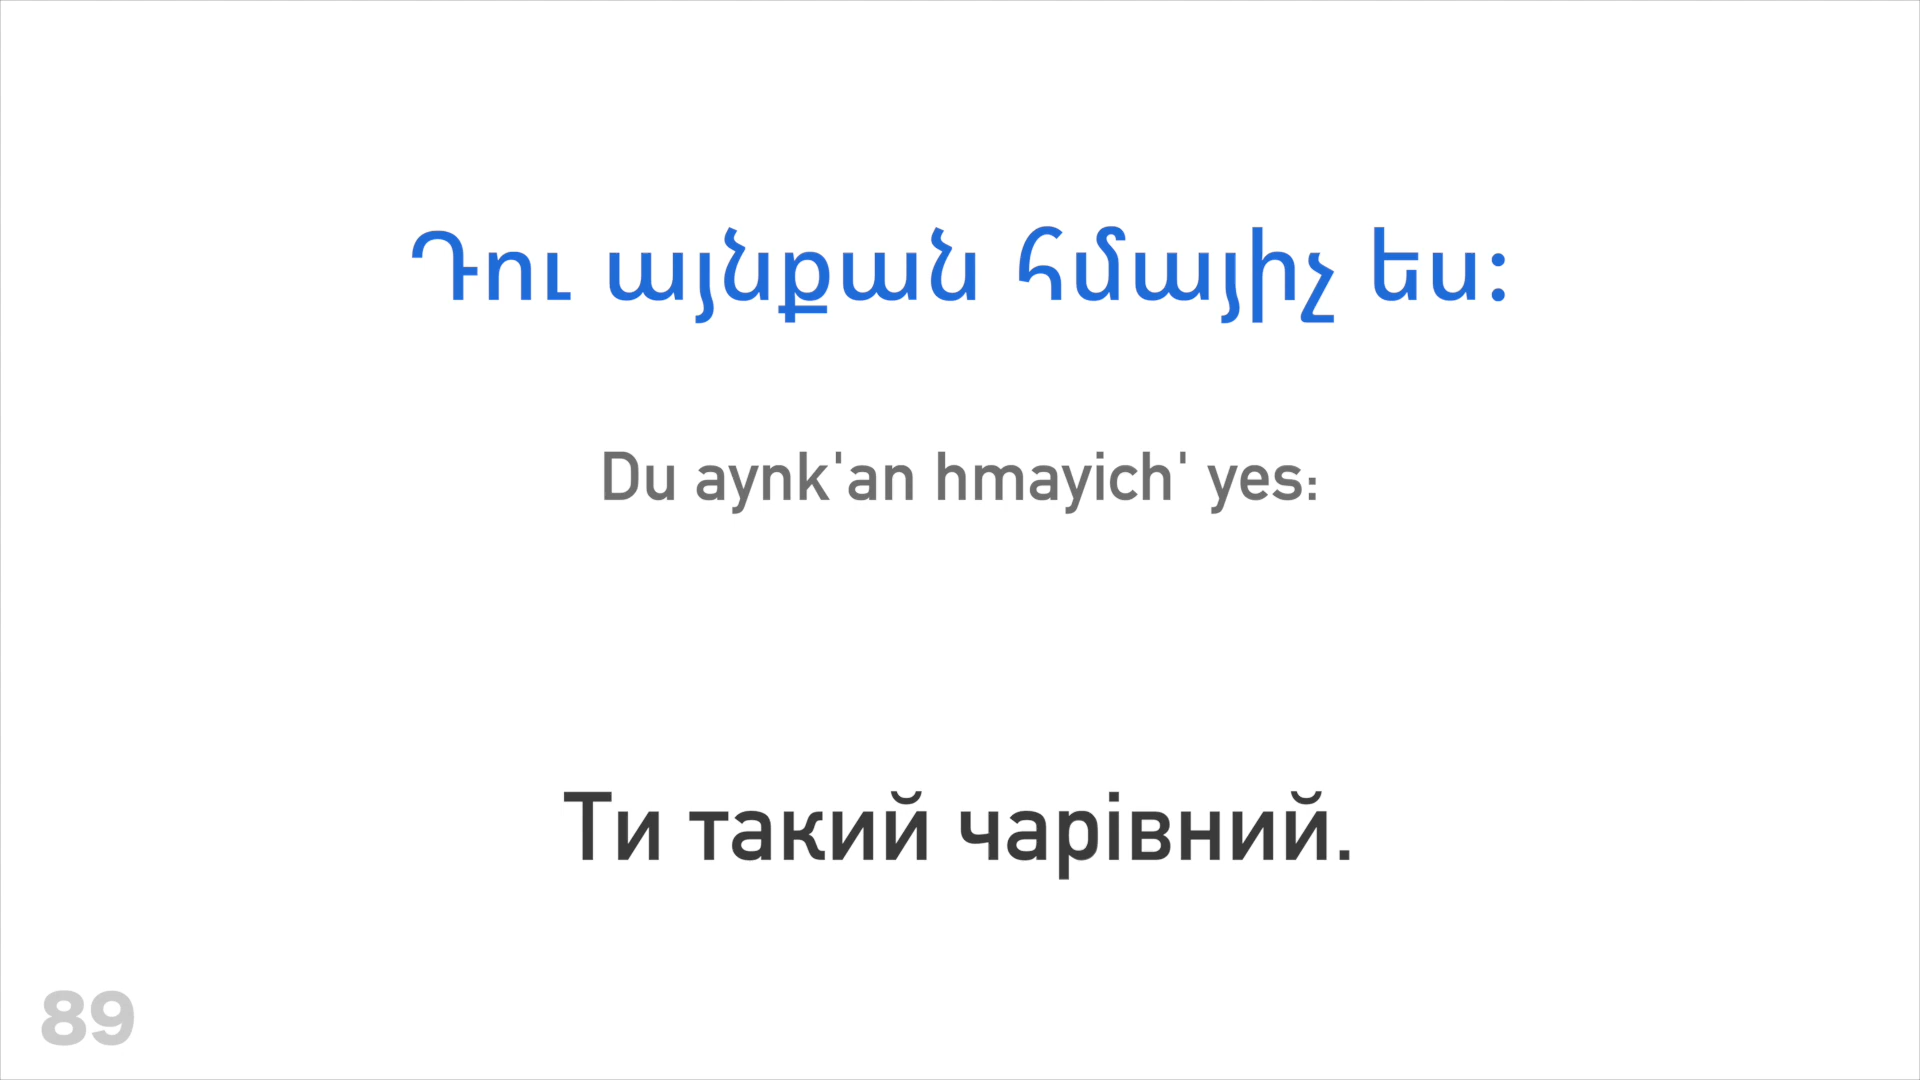 Դու այնքան հմայիչ ես:
Du aynk'an hmayich' yes:
Ти такий чарівний.
89